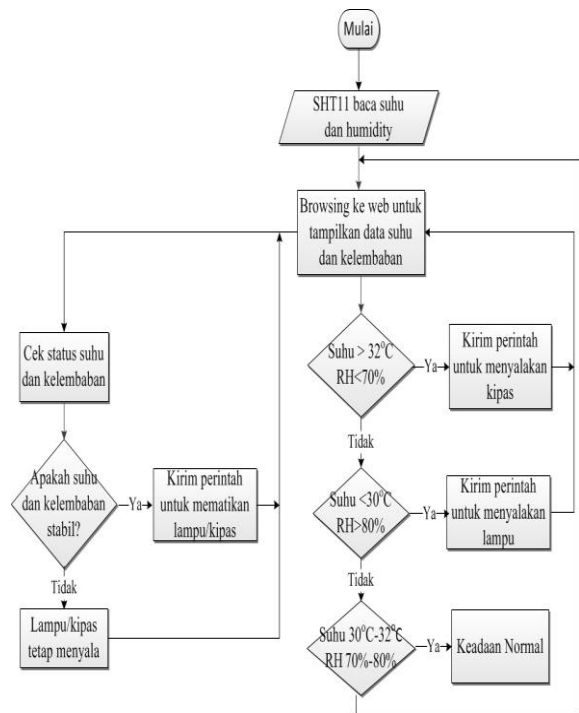 Mulai
SHT11 baca suhu
dan humidity
Browsing ke web untuk
tampilkan data suhu
dan kelembaban
Cek status suhu
dan kelembaban
Suhu > 32°C
RH<70%
Ya
Kirim perintah
untuk menyalakan
kipas
Tidak
Apakah suhu
dan kelembaban
stabil?
Ya
Kirim perintah
untuk mematikan
lampu/kipas
Tidak
Lampu/kipas
tetap menyala
Suhu <30°C
RH>80%
Ya
Kirim perintah
untuk menyalakan
lampu
Tidak
Suhu 30°C-32°C
RH 70%-80%
Ya
Keadaan Normal